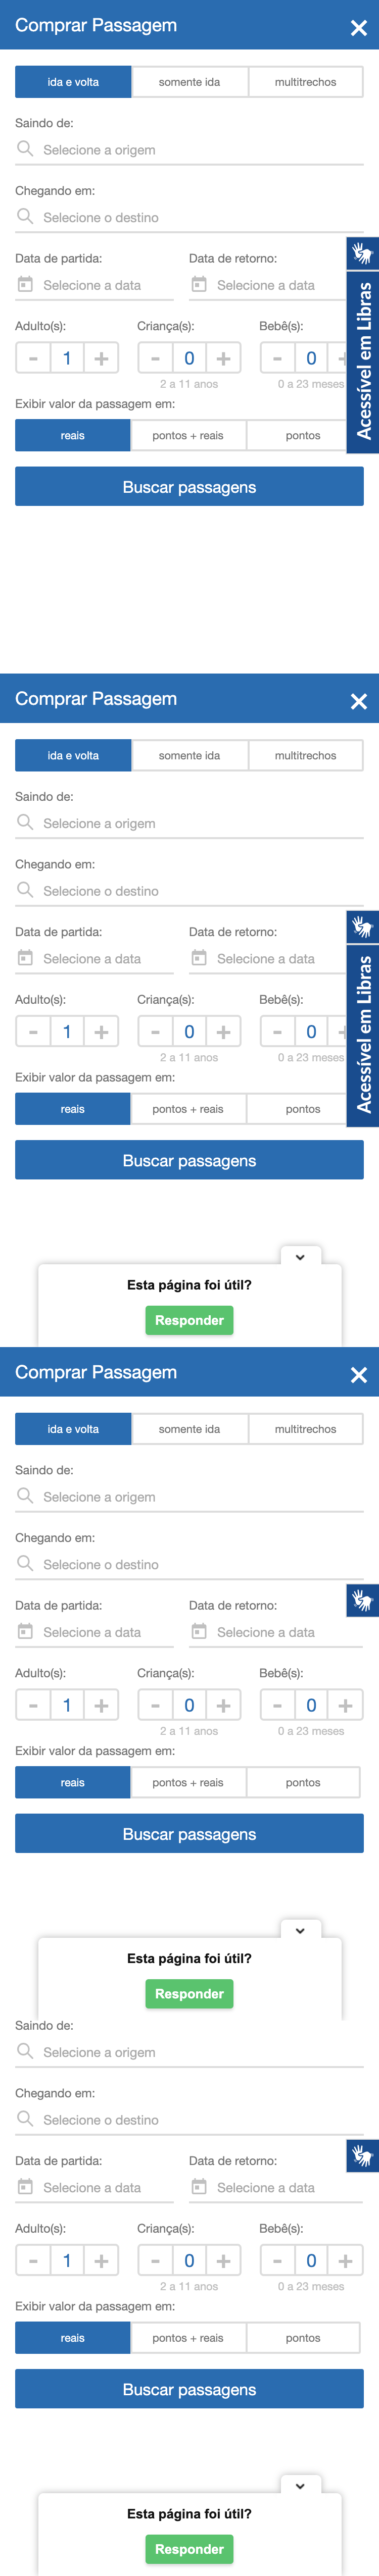 Comprar Passagem
ida e volta somente ida multitrechos
Saindo de:
Selecione a origem
Chegando em:
Selecione o destino
Data de partida: Data de retorno:
Selecione a data Selecione a data
Adulto(s): Criança(s): Bebê(s):
- 1 + - 0 + - 0 +
2 a 11 anos 0 a 23 meses
Acessível em Libras
Exibir valor da passagem em:
reais pontos + reais pontos
Buscar passagens
Comprar Passagem
ida e volta somente ida multitrechos
Saindo de:
Selecione a origem
Chegando em:
Selecione o destino
Data de partida: Data de retorno:
Selecione a data Selecione a data
Adulto(s): Criança(s): Bebê(s):
- 1 + - 0 + - 0 +
2 a 11 anos 0 a 23 meses
Acessível em Libras
Exibir valor da passagem em:
reais pontos + reais pontos
Buscar passagens
Esta página foi útil?
Responder
Comprar Passagem
ida e volta somente ida multitrechos
Saindo de:
Selecione a origem
Chegando em:
Selecione o destino
Data de partida: Data de retorno:
Selecione a data Selecione a data
Adulto(s): Criança(s): Bebê(s):
- 1 + - 0 + - 0 +
2 a 11 anos 0 a 23 meses
Exibir valor da passagem em:
reais pontos + reais pontos
Buscar passagens
Esta página foi útil?
Responder
Saindo de:
Selecione a origem
Chegando em:
Selecione o destino
Data de partida: Data de retorno:
Selecione a data Selecione a data
Adulto(s): Criança(s): Bebê(s):
- 1 + - 0 + - 0 +
2 a 11 anos 0 a 23 meses
Exibir valor da passagem em:
reais pontos + reais pontos
Buscar passagens
Esta página foi útil?
Responder